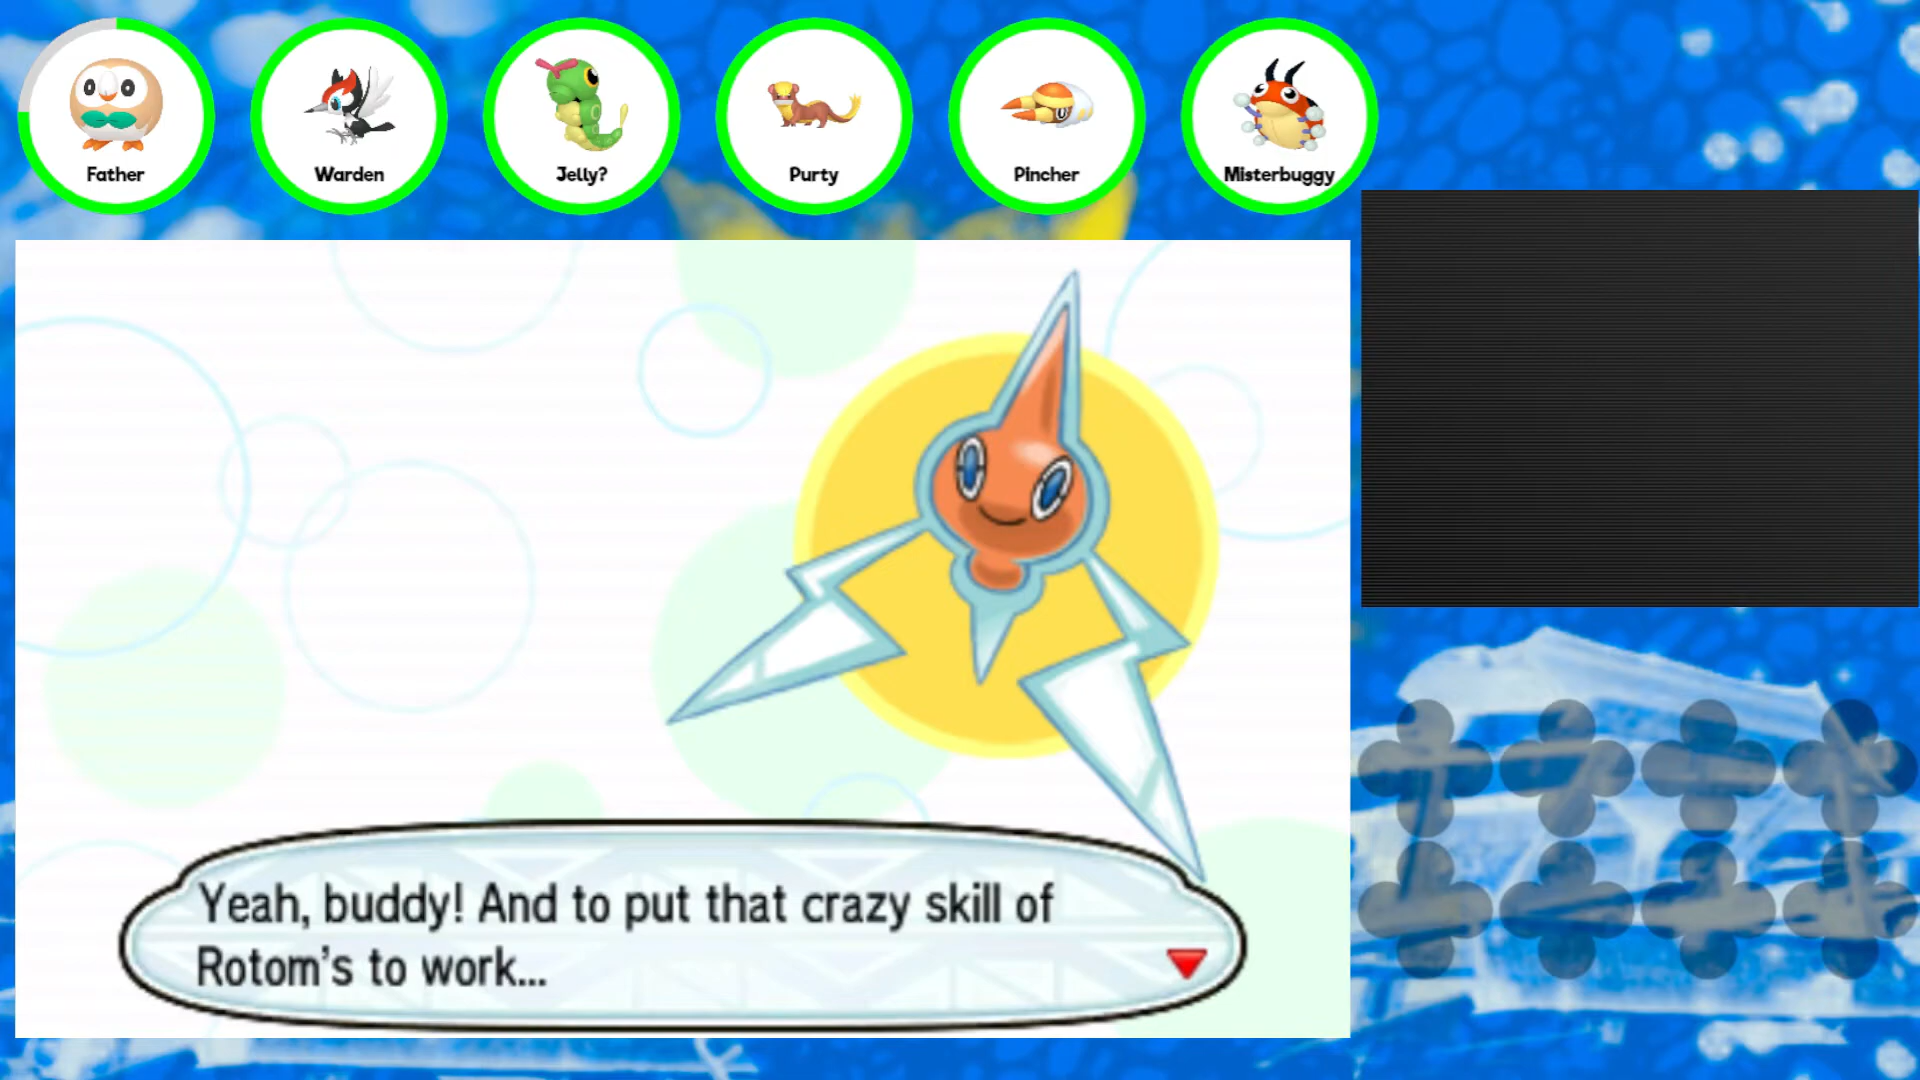 Father
Warden
Jelly?
Purty
Pincher
Misterbuggy
Yeah, buddy! And to put that crazy skill of
Rotom's to work...